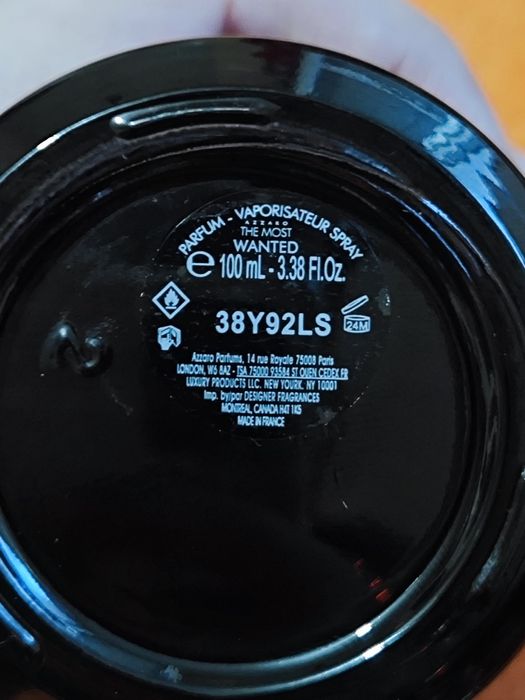 PARFUM - VAPORISATEUR SPRAY
AZZARO
THE MOST
WANTED
e 100 mL - 3.38 Fl.Oz.
38Y92LS
24M
Azzaro Parfums, 14 rue Royale 75008 Paris
LONDON, W6 8AZ - TSA 75000 93584 ST OUEN CEDEX FR
LUXURY PRODUCTS LLC. NEW YOURK. NY 10001
Imp. by/par DESIGNER FRAGRANCES
MONTREAL, CANADA H4T 1K5
MADE IN FRANCE
2